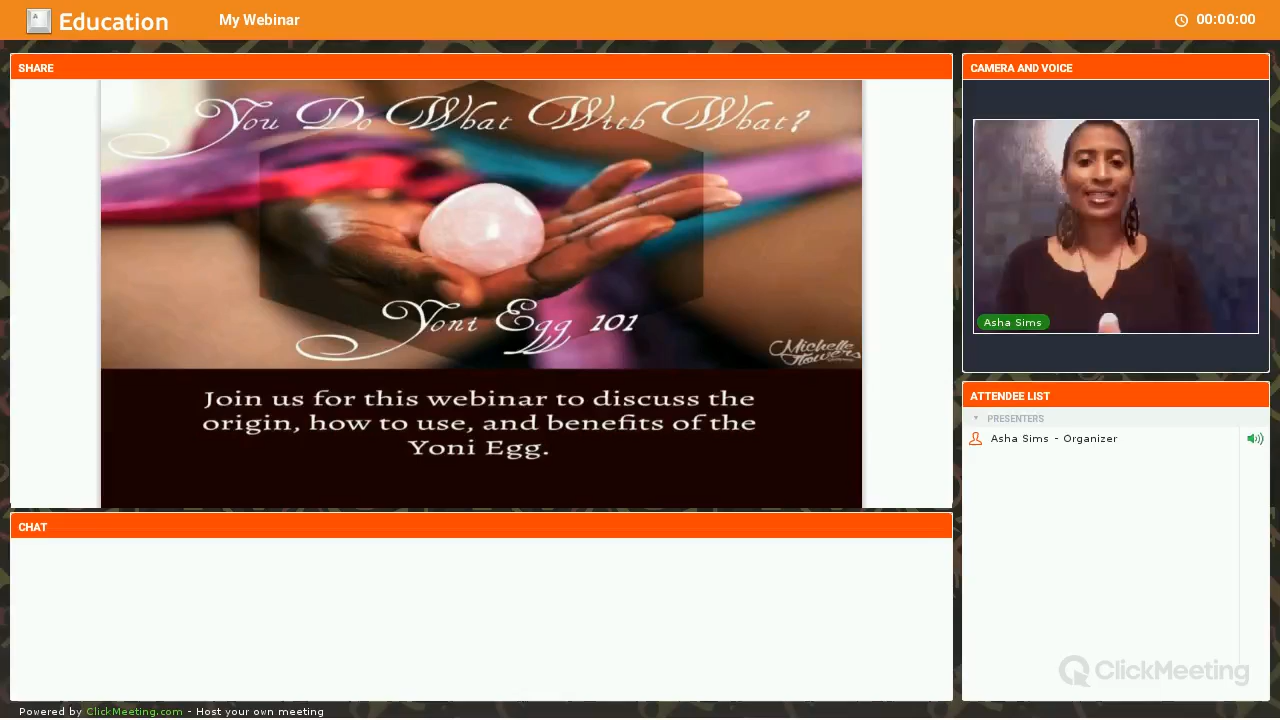 Education
My Webinar
00:00:00
SHARE
You Do What With What?
Yoni Egg 101
Michelle
Flowers
Join us for this webinar to discuss the
origin, how to use, and benefits of the
Yoni Egg.
CAMERA AND VOICE
Asha Sims
ATTENDEE LIST
PRESENTERS
Asha Sims - Organizer
CHAT
ClickMeeting
Powered by ClickMeeting.com - Host your own meeting